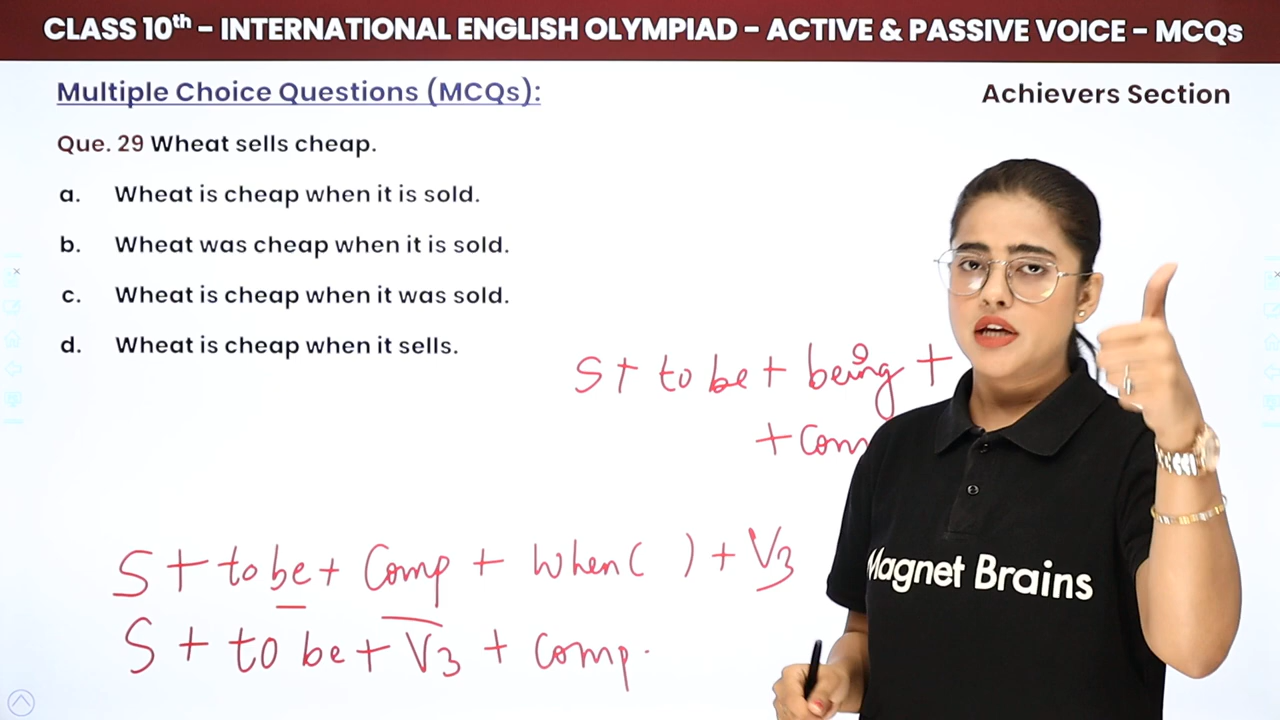 CLASS 10th – INTERNATIONAL ENGLISH OLYMPIAD – ACTIVE & PASSIVE VOICE – MCQs
Multiple Choice Questions (MCQs):
Achievers Section
Que. 29 Wheat sells cheap.
a. Wheat is cheap when it is sold.
b. Wheat was cheap when it is sold.
c. Wheat is cheap when it was sold.
d. Wheat is cheap when it sells.
S + to be + being +
+ Com
S + to be + Comp + when ( ) + V3
S + to be + V3 + comp.
Magnet Brains